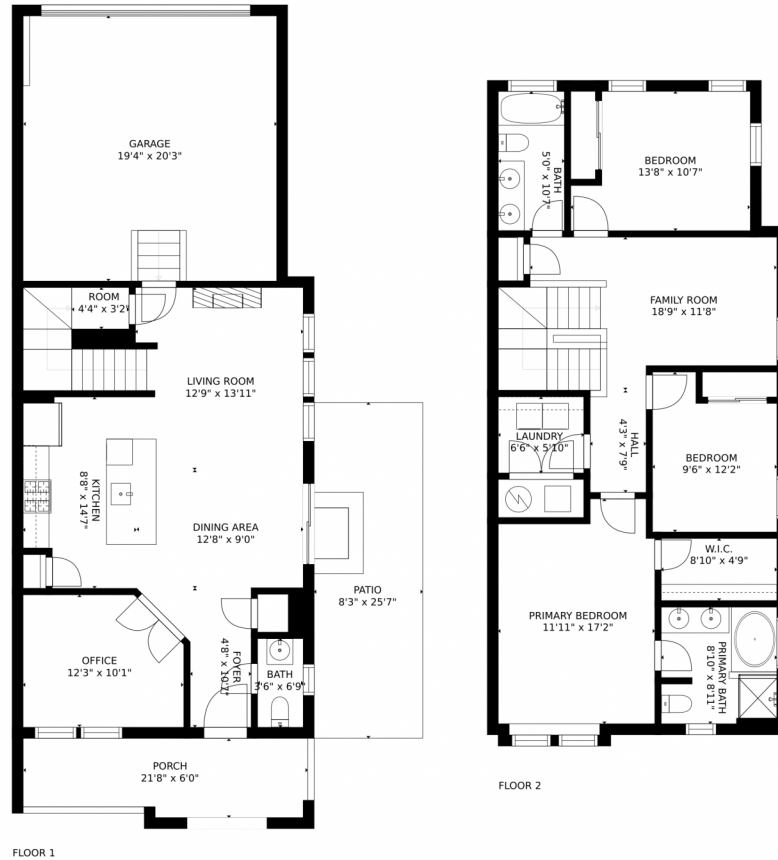 GARAGE
19'4" x 20'3"
ROOM
4'4" x 3'2"
LIVING ROOM
12'9" x 13'11"
KITCHEN
8'8" x 14'7"
DINING AREA
12'8" x 9'0"
PATIO
8'3" x 25'7"
OFFICE
12'3" x 10'1"
FOYER
4'8" x 10'7"
BATH
3'6" x 6'9"
PORCH
21'8" x 6'0"
FLOOR 1
BATH
5'0" x 10'7"
BEDROOM
13'8" x 10'7"
FAMILY ROOM
18'9" x 11'8"
LAUNDRY
6'6" x 5'10"
HALL
4'3" x 7'9"
BEDROOM
9'6" x 12'2"
W.I.C.
8'10" x 4'9"
PRIMARY BEDROOM
11'11" x 17'2"
PRIMARY BATH
8'10" x 8'11"
FLOOR 2